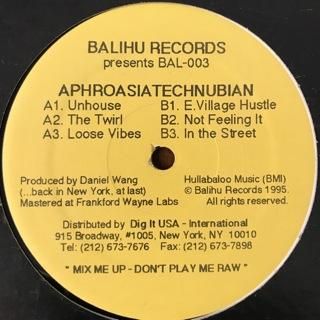 BALIHU RECORDS
presents BAL-003
APHROASIATECHNUBIAN
A1. Unhouse B1. E.Village Hustle
A2. The Twirl B2. Not Feeling It
A3. Loose Vibes B3. In the Street
Produced by Daniel Wang Hullabaloo Music (BMI)
(...back in New York, at last) © Balihu Records 1995.
Mastered at Frankford Wayne Labs All rights reserved.
Distributed by Dig It USA - International
915 Broadway, #1005, New York, NY 10010
Tel: (212) 673-7676 Fax: (212) 673-7898
" MIX ME UP - DON'T PLAY ME RAW "